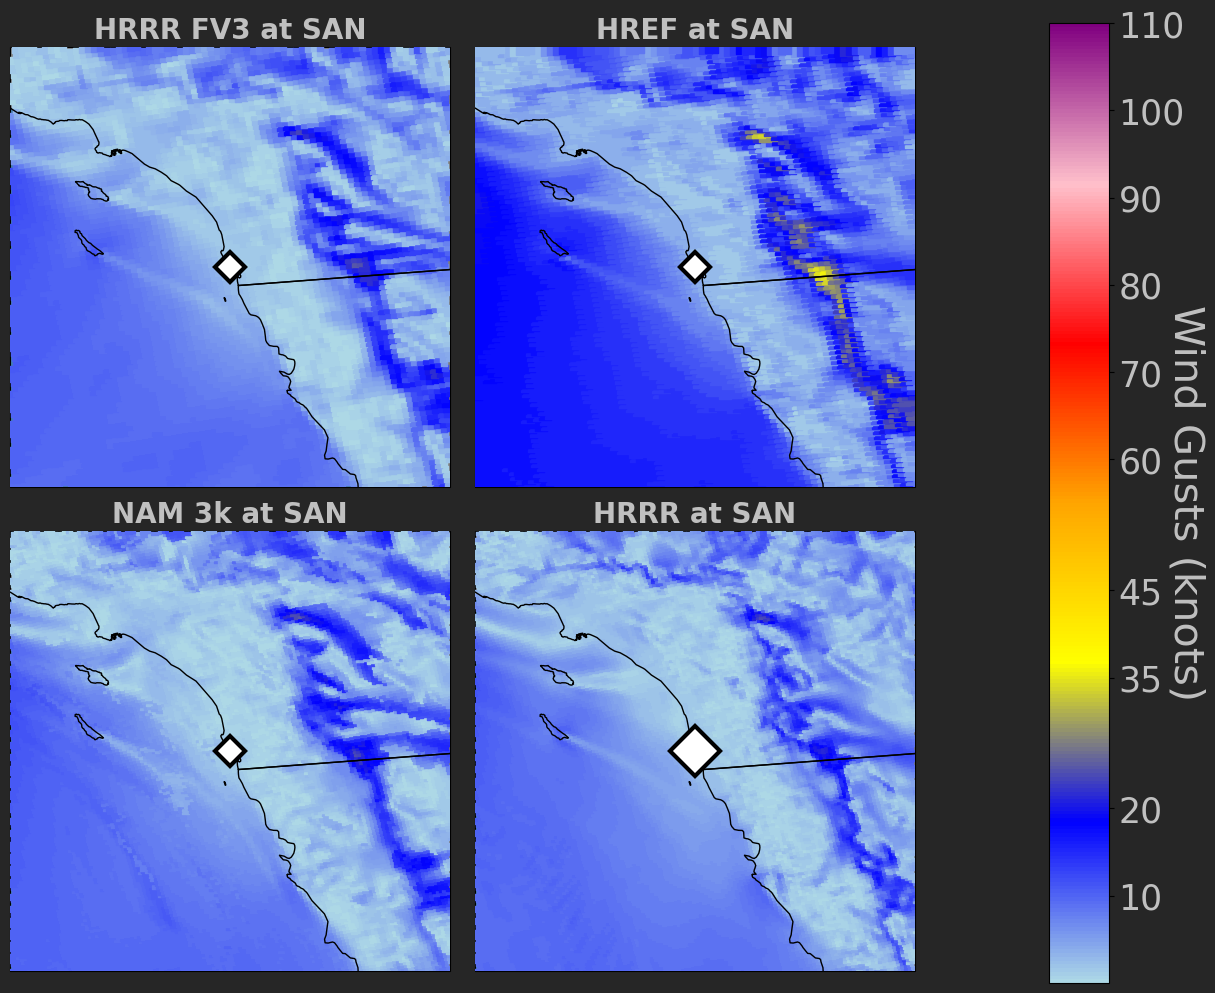 HRRR FV3 at SAN
HREF at SAN
NAM 3k at SAN
HRRR at SAN
110
100
90
80
70
60
45
35
20
10
Wind Gusts (knots)